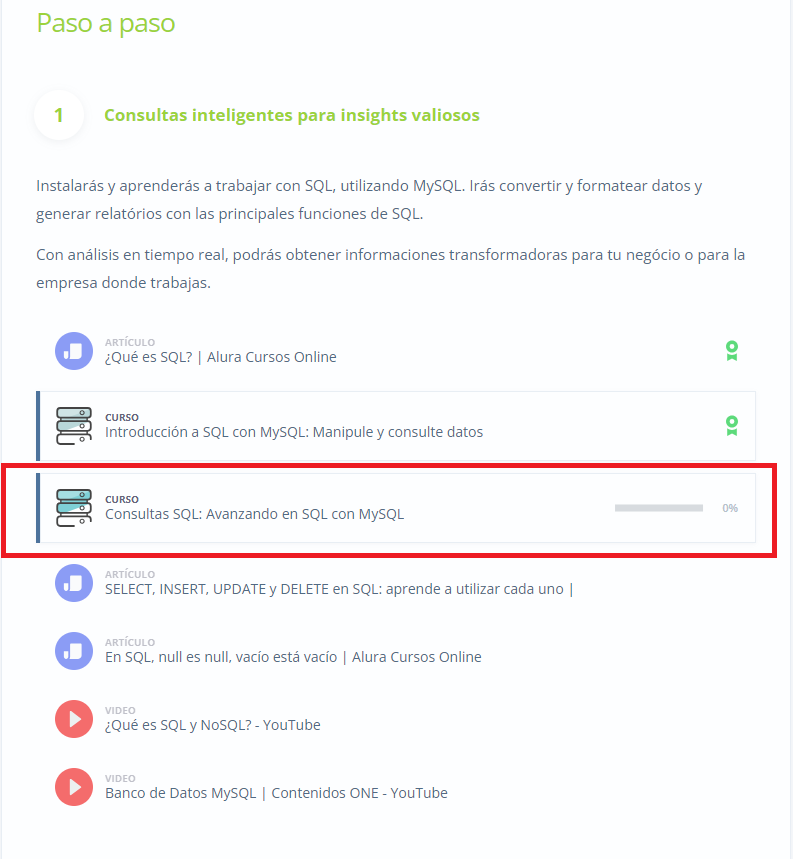 Paso a paso
1
Consultas inteligentes para insights valiosos
Instalarás y aprenderás a trabajar con SQL, utilizando MySQL. Irás convertir y formatear datos y
generar relatórios con las principales funciones de SQL.
Con análisis en tiempo real, podrás obtener informaciones transformadoras para tu negócio o para la
empresa donde trabajas.
ARTÍCULO
¿Qué es SQL? | Alura Cursos Online
CURSO
Introducción a SQL con MySQL: Manipule y consulte datos
CURSO
Consultas SQL: Avanzando en SQL con MySQL
0%
ARTÍCULO
SELECT, INSERT, UPDATE y DELETE en SQL: aprende a utilizar cada uno |
ARTÍCULO
En SQL, null es null, vacío está vacío | Alura Cursos Online
VIDEO
¿Qué es SQL y NoSQL? - YouTube
VIDEO
Banco de Datos MySQL | Contenidos ONE - YouTube